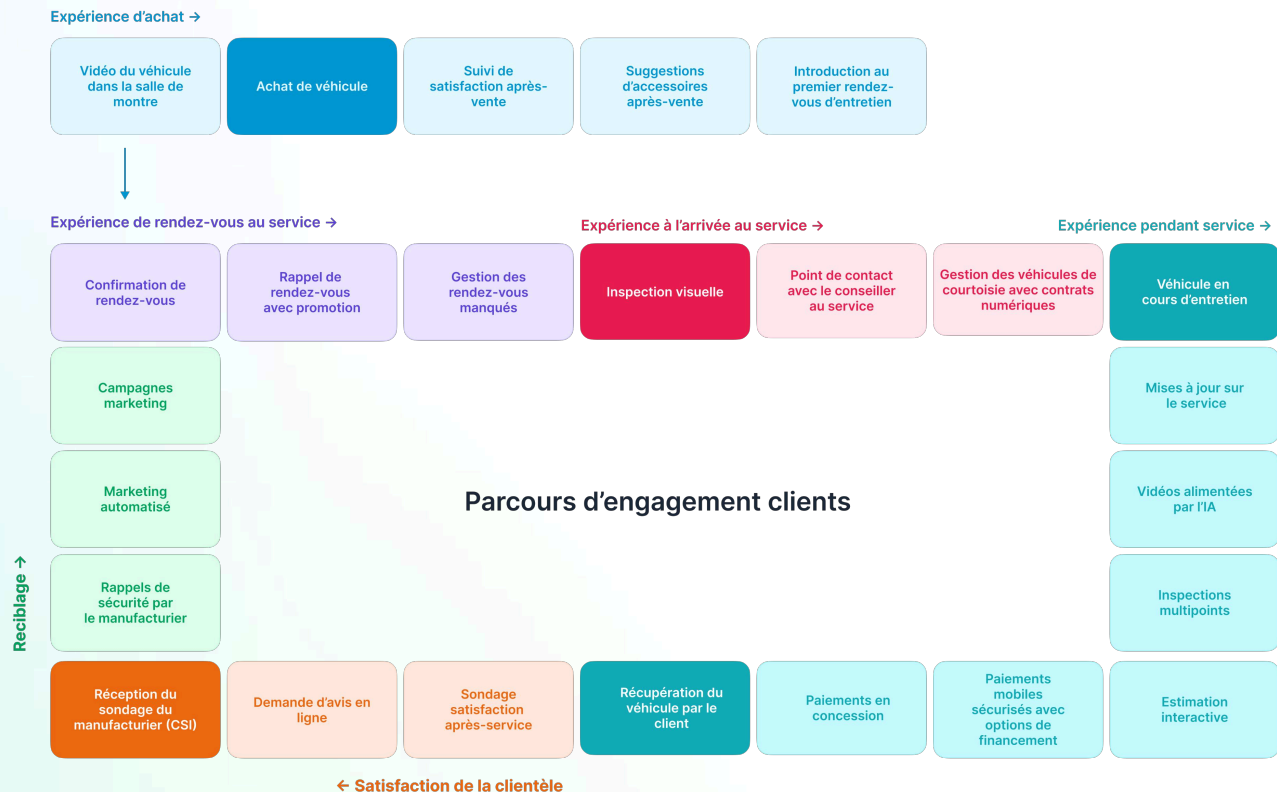 Expérience d'achat →
Vidéo du véhicule
dans la salle de
montre
Achat de véhicule
Suivi de
satisfaction après-
vente
Suggestions
d'accessoires
après-vente
Introduction au
premier rendez-
vous d'entretien
Expérience de rendez-vous au service →
Expérience à l'arrivée au service →
Expérience pendant service →
Confirmation de
rendez-vous
Rappel de
rendez-vous
avec promotion
Gestion des
rendez-vous
manqués
Inspection visuelle
Point de contact
avec le conseiller
au service
Gestion des véhicules de
courtoisie avec contrats
numériques
Véhicule en
cours d'entretien
Campagnes
marketing
Mises à jour sur
le service
Marketing
automatisé
Parcours d'engagement clients
Vidéos alimentées
par l'IA
Reciblage →
Rappels de
sécurité par
le manufacturier
Inspections
multipoints
Réception du
sondage du
manufacturier (CSI)
Demande d'avis en
ligne
Sondage
satisfaction
après-service
Récupération du
véhicule par le
client
Paiements en
concession
Paiements
mobiles
sécurisés avec
options de
financement
Estimation
interactive
← Satisfaction de la clientèle